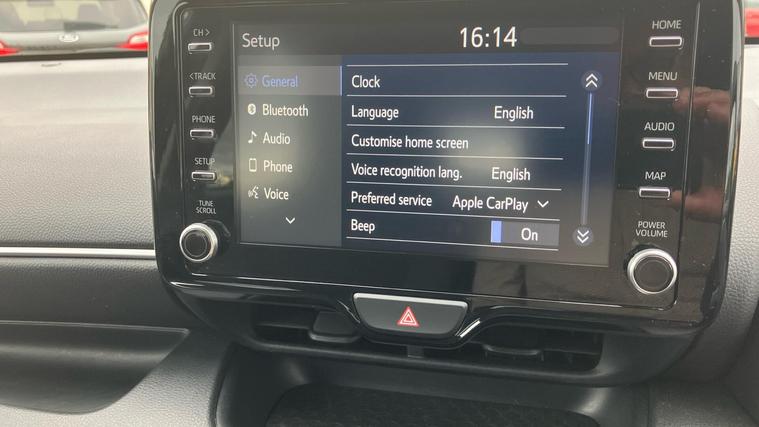 CH >
< TRACK
PHONE
SETUP
TUNE
SCROLL
Setup 16:14
General
Bluetooth
Audio
Phone
Voice
Clock
Language English
Customise home screen
Voice recognition lang. English
Preferred service Apple CarPlay
Beep On
HOME
MENU
AUDIO
MAP
POWER
VOLUME